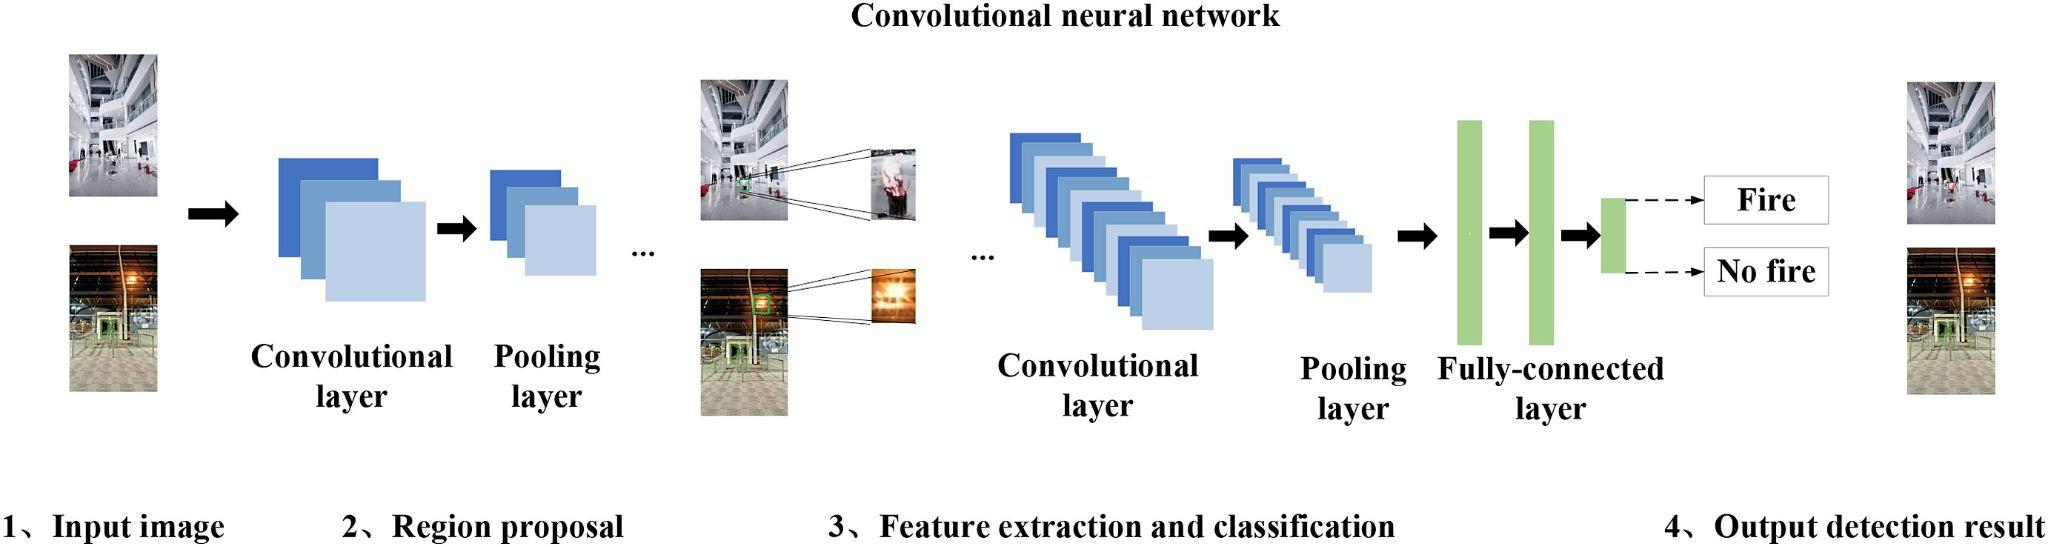 Convolutional neural network
...
...
Convolutional
layer
Pooling
layer
Convolutional
layer
Pooling
layer
Fully-connected
layer
Fire
No fire
1、Input image
2、Region proposal
3、Feature extraction and classification
4、Output detection result